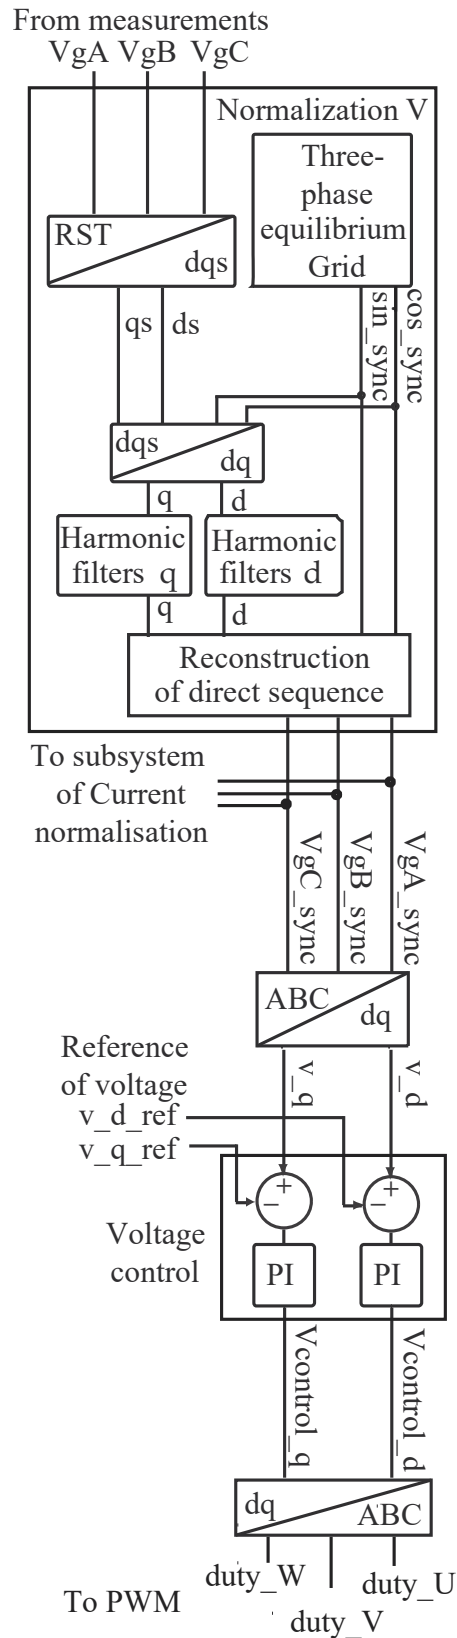 From measurements
VgA VgB VgC
Normalization V
Three-
phase
equilibrium
Grid
RST
dqs
qs ds
sin_sync
cos_sync
dqs
dq
q d
Harmonic
filters q
Harmonic
filters d
q d
Reconstruction
of direct sequence
To subsystem
of Current
normalisation
VgC_sync
VgB_sync
VgA_sync
ABC
dq
Reference
of voltage
v_d_ref
v_q_ref
v_q
v_d
+
−
+
−
Voltage
control
PI PI
Vcontrol_q
Vcontrol_d
dq
ABC
duty_W
duty_U
To PWM
duty_V